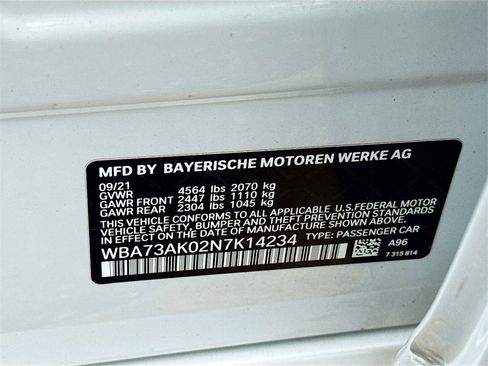 MFD BY BAYERISCHE MOTOREN WERKE AG
09/21
GVWR 4564 lbs 2070 kg
GAWR FRONT 2447 lbs 1110 kg
GAWR REAR 2304 lbs 1045 kg
THIS VEHICLE CONFORMS TO ALL APPLICABLE U.S.FEDERAL MOTOR
VEHICLE SAFETY, BUMPER AND THEFT PREVENTION STANDARDS IN
EFFECT ON THE DATE OF MANUFACTURE SHOWN ABOVE.
WBA73AK02N7K14234 TYPE: PASSENGER CAR
A96
7 315 814